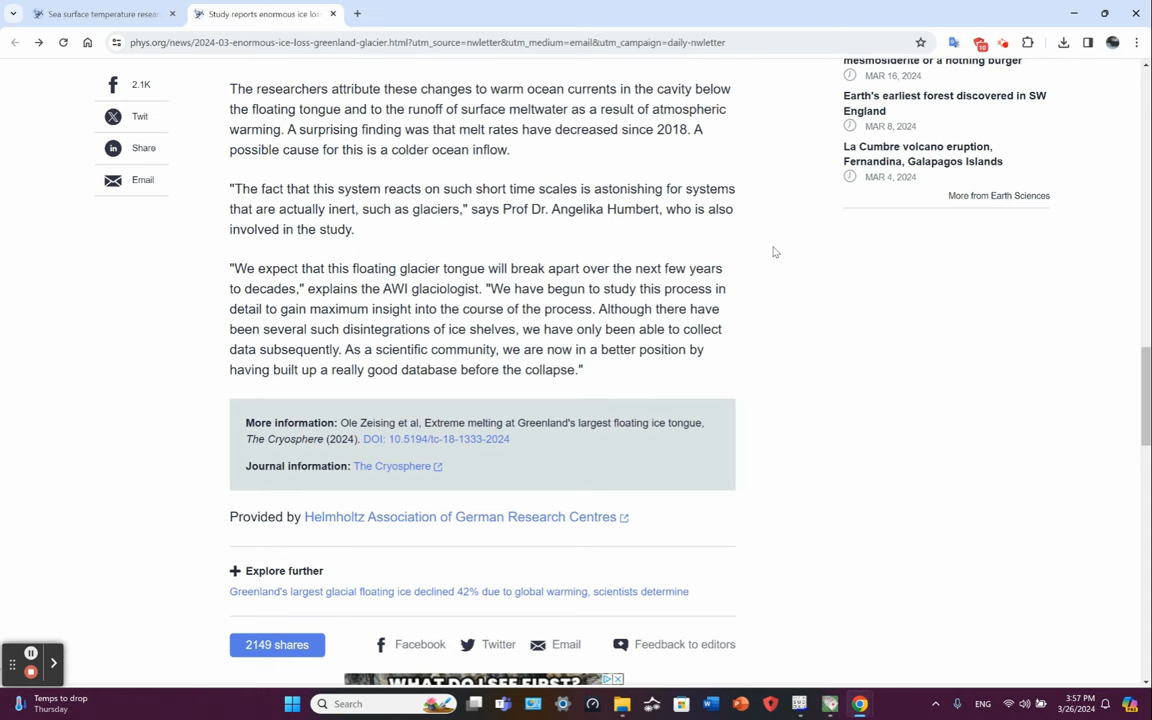 Sea surface temperature resear
Study reports enormous ice los
phys.org/news/2024-03-enormous-ice-loss-greenland-glacier.html?utm_source=nwletter&utm_medium=email&utm_campaign=daily-nwletter
10
2.1K
Twit
Share
Email
The researchers attribute these changes to warm ocean currents in the cavity below
the floating tongue and to the runoff of surface meltwater as a result of atmospheric
warming. A surprising finding was that melt rates have decreased since 2018. A
possible cause for this is a colder ocean inflow.
"The fact that this system reacts on such short time scales is astonishing for systems
that are actually inert, such as glaciers," says Prof Dr. Angelika Humbert, who is also
involved in the study.
"We expect that this floating glacier tongue will break apart over the next few years
to decades," explains the AWI glaciologist. "We have begun to study this process in
detail to gain maximum insight into the course of the process. Although there have
been several such disintegrations of ice shelves, we have only been able to collect
data subsequently. As a scientific community, we are now in a better position by
having built up a really good database before the collapse."
More information: Ole Zeising et al, Extreme melting at Greenland's largest floating ice tongue,
The Cryosphere (2024). DOI: 10.5194/tc-18-1333-2024
Journal information: The Cryosphere
Provided by Helmholtz Association of German Research Centres
Explore further
Greenland's largest glacial floating ice declined 42% due to global warming, scientists determine
2149 shares
Facebook
Twitter
Email
Feedback to editors
WHAT DO I SEE FIRST?
mesmosiderite or a nothing burger
MAR 16, 2024
Earth's earliest forest discovered in SW
England
MAR 8, 2024
La Cumbre volcano eruption,
Fernandina, Galapagos Islands
MAR 4, 2024
More from Earth Sciences
Temps to drop
Thursday
Search
ENG
3:57 PM
3/26/2024